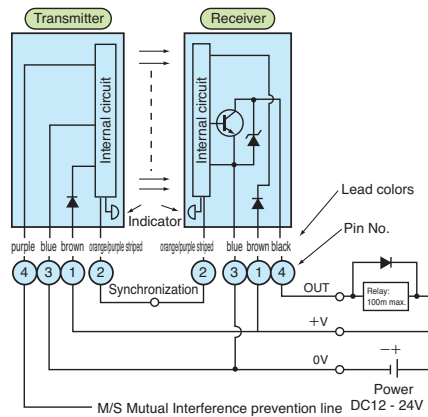 Transmitter
Receiver
Internal circuit
Internal circuit
Indicator
Lead colors
purple blue brown orange/purple striped
orange/purple striped blue brown black
Pin No.
4 3 1 2
2 3 1 4
Synchronization
OUT
Relay:
100m max.
+V
0V
−+
Power
DC12 - 24V
M/S Mutual Interference prevention line